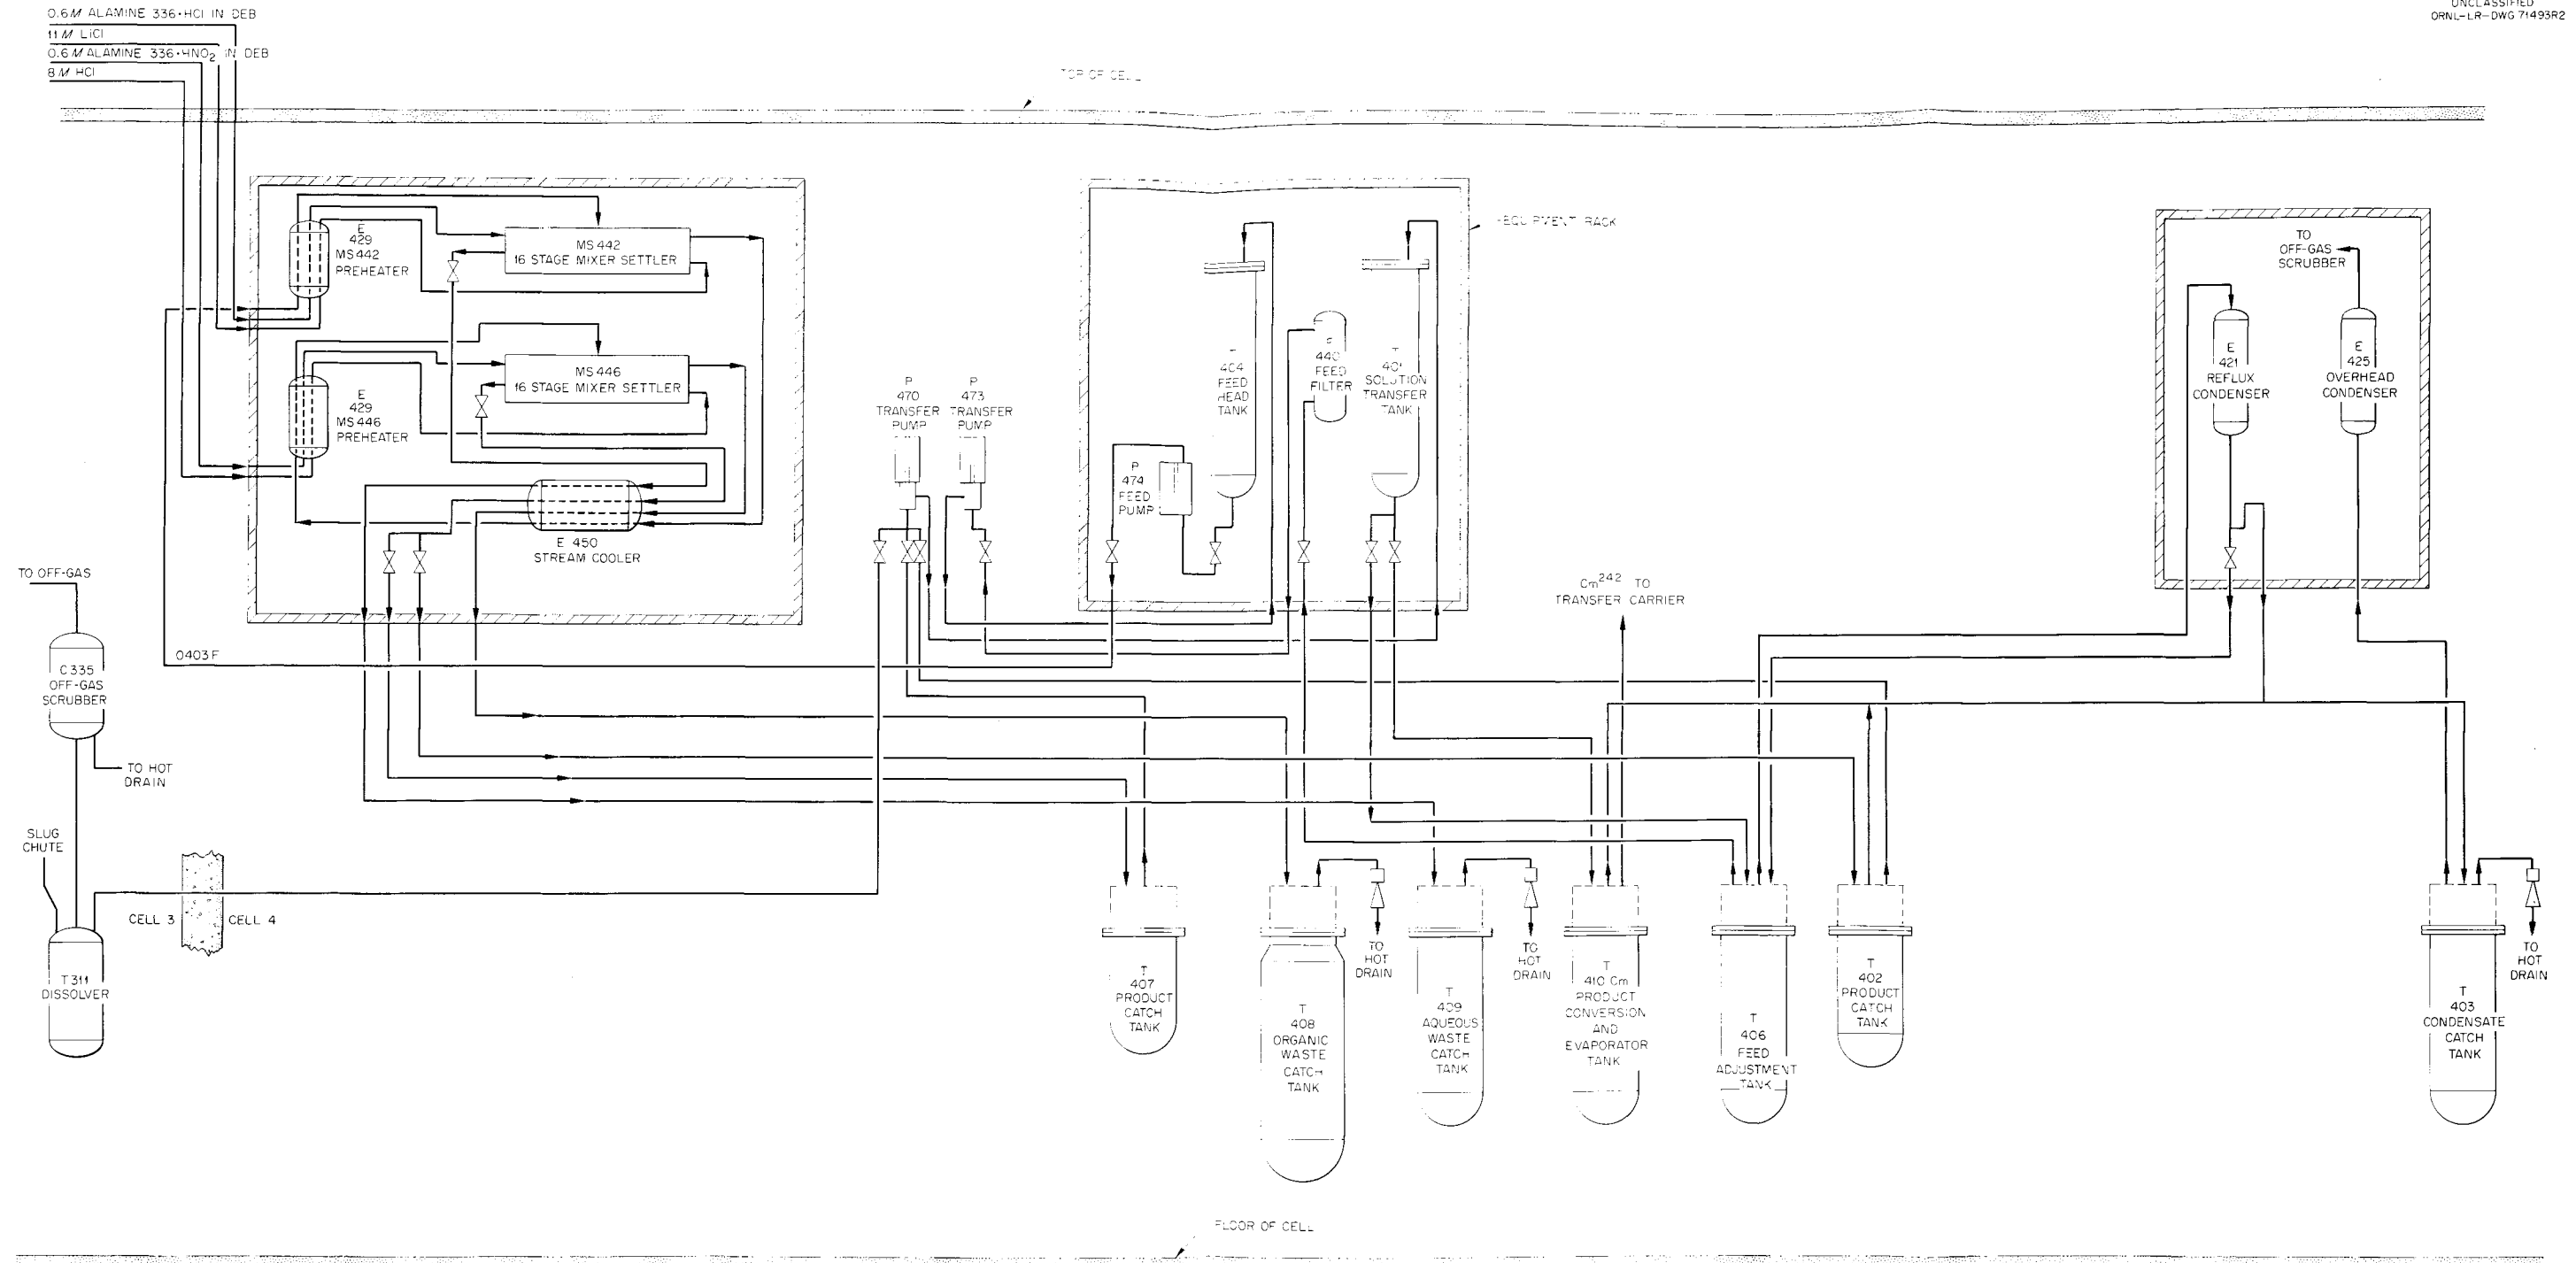 UNCLASSIFIED
ORNL-LR-DWG 71493R2
0.6 M ALAMINE 336·HCl IN DEB
11 M LiCl
0.6 M ALAMINE 336·HNO2 IN DEB
8 M HCl
TOP OF CELL
E
429
MS 442
PREHEATER
MS 442
16 STAGE MIXER SETTLER
E
429
MS 446
PREHEATER
MS 446
16 STAGE MIXER SETTLER
E 450
STREAM COOLER
P
470
TRANSFER
PUMP
P
473
TRANSFER
PUMP
EQUIPMENT RACK
T
404
FEED
HEAD
TANK
P
474
FEED
PUMP
F
440
FEED
FILTER
T
401
SOLUTION
TRANSFER
TANK
TO
OFF-GAS
SCRUBBER
E
421
REFLUX
CONDENSER
E
425
OVERHEAD
CONDENSER
Cm242 TO
TRANSFER CARRIER
TO OFF-GAS
C 335
OFF-GAS
SCRUBBER
0403 F
TO HOT
DRAIN
SLUG
CHUTE
CELL 3
CELL 4
T 311
DISSOLVER
T
407
PRODUCT
CATCH
TANK
T
408
ORGANIC
WASTE
CATCH
TANK
TO
HOT
DRAIN
T
409
AQUEOUS
WASTE
CATCH
TANK
TO
HOT
DRAIN
T
410 Cm
PRODUCT
CONVERSION
AND
EVAPORATOR
TANK
T
406
FEED
ADJUSTMENT
TANK
T
402
PRODUCT
CATCH
TANK
T
403
CONDENSATE
CATCH
TANK
TO
HOT
DRAIN
FLOOR OF CELL